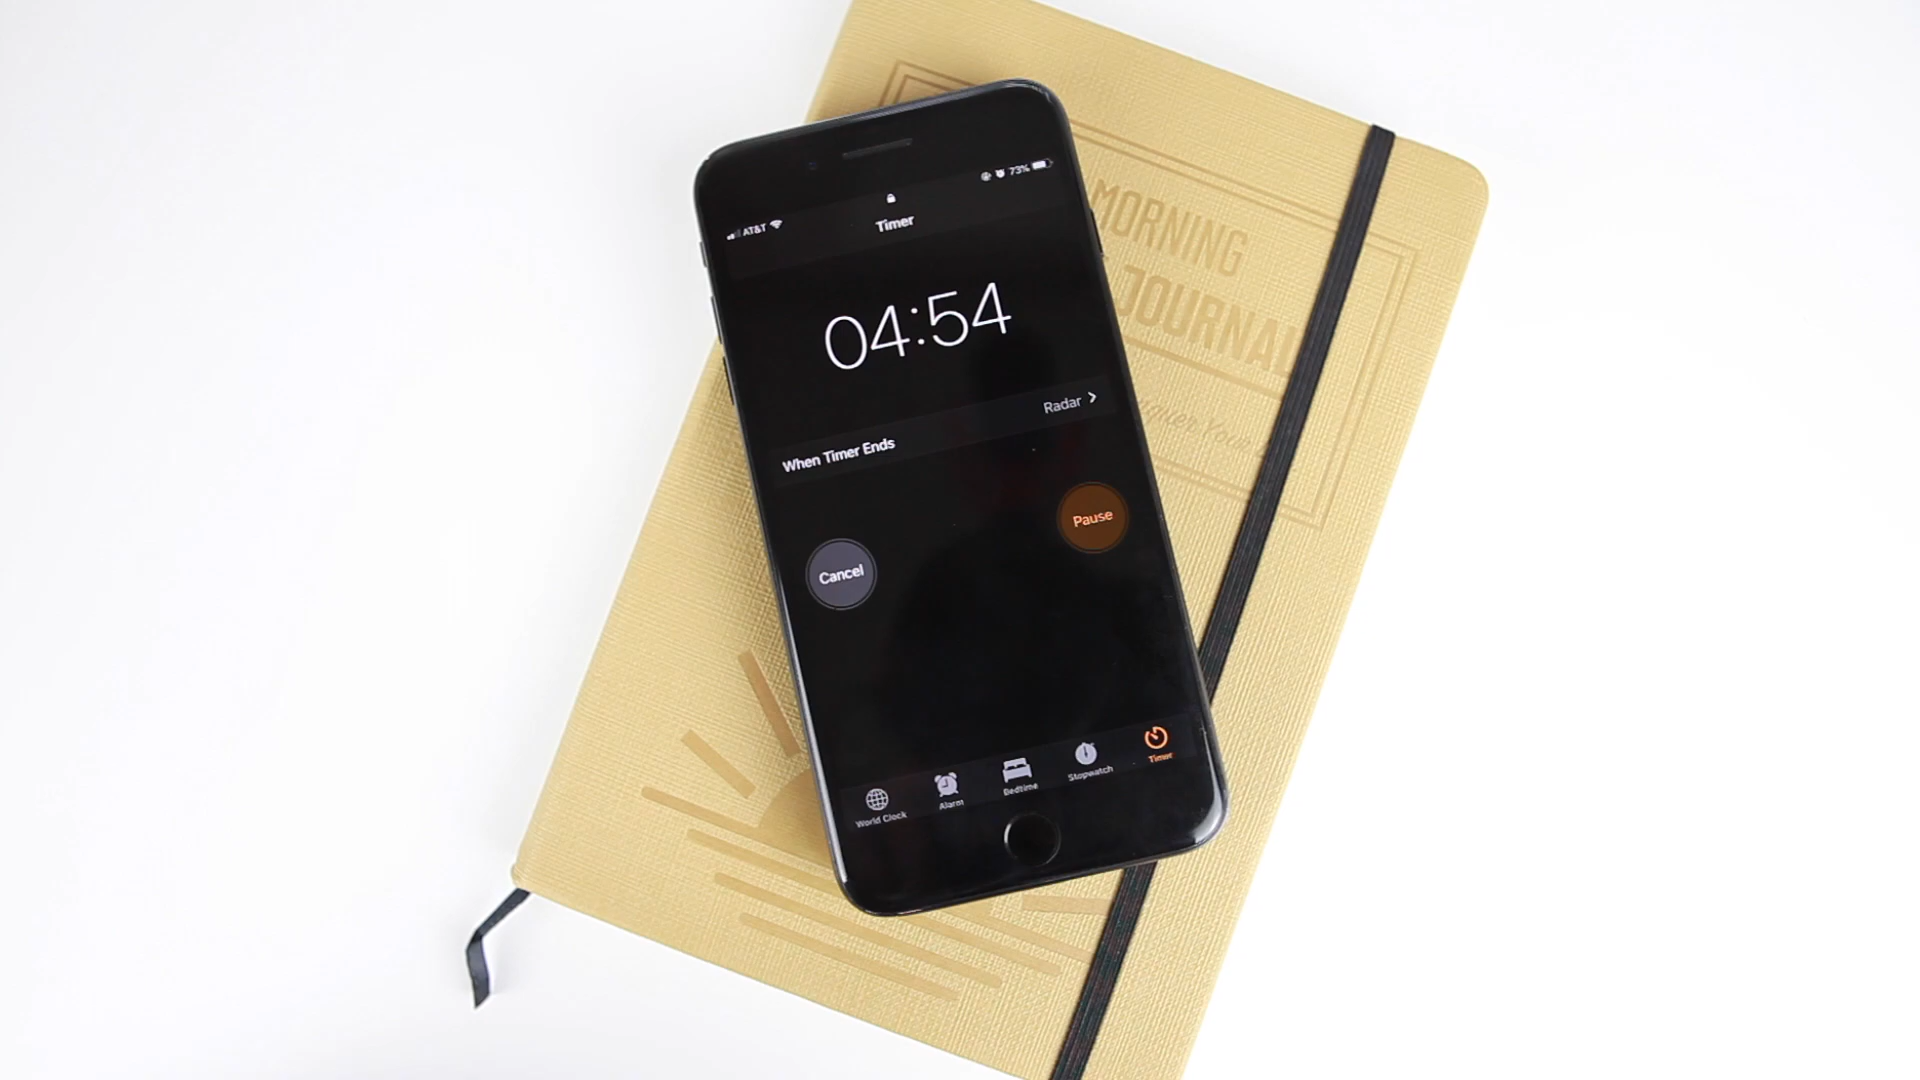 AT&T
73%
Timer
04:54
When Timer Ends
Radar
Cancel
Pause
World Clock
Alarm
Bedtime
Stopwatch
Timer
MORNING
JOURNAL